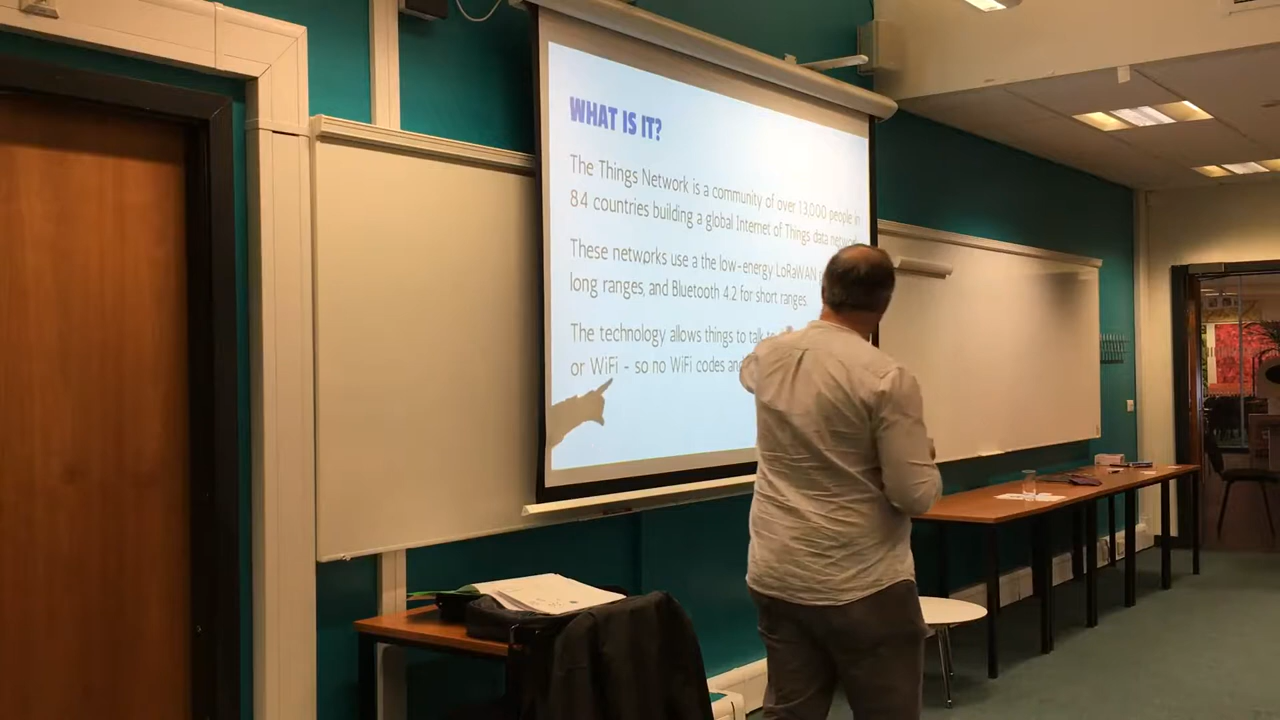 WHAT IS IT?
The Things Network is a community of over 13,000 people in
84 countries building a global Internet of Things data
These networks use a the low-energy LoRaWAN
long ranges, and Bluetooth 4.2 for short ranges.
The technology allows things to talk
or WiFi - so no WiFi codes and